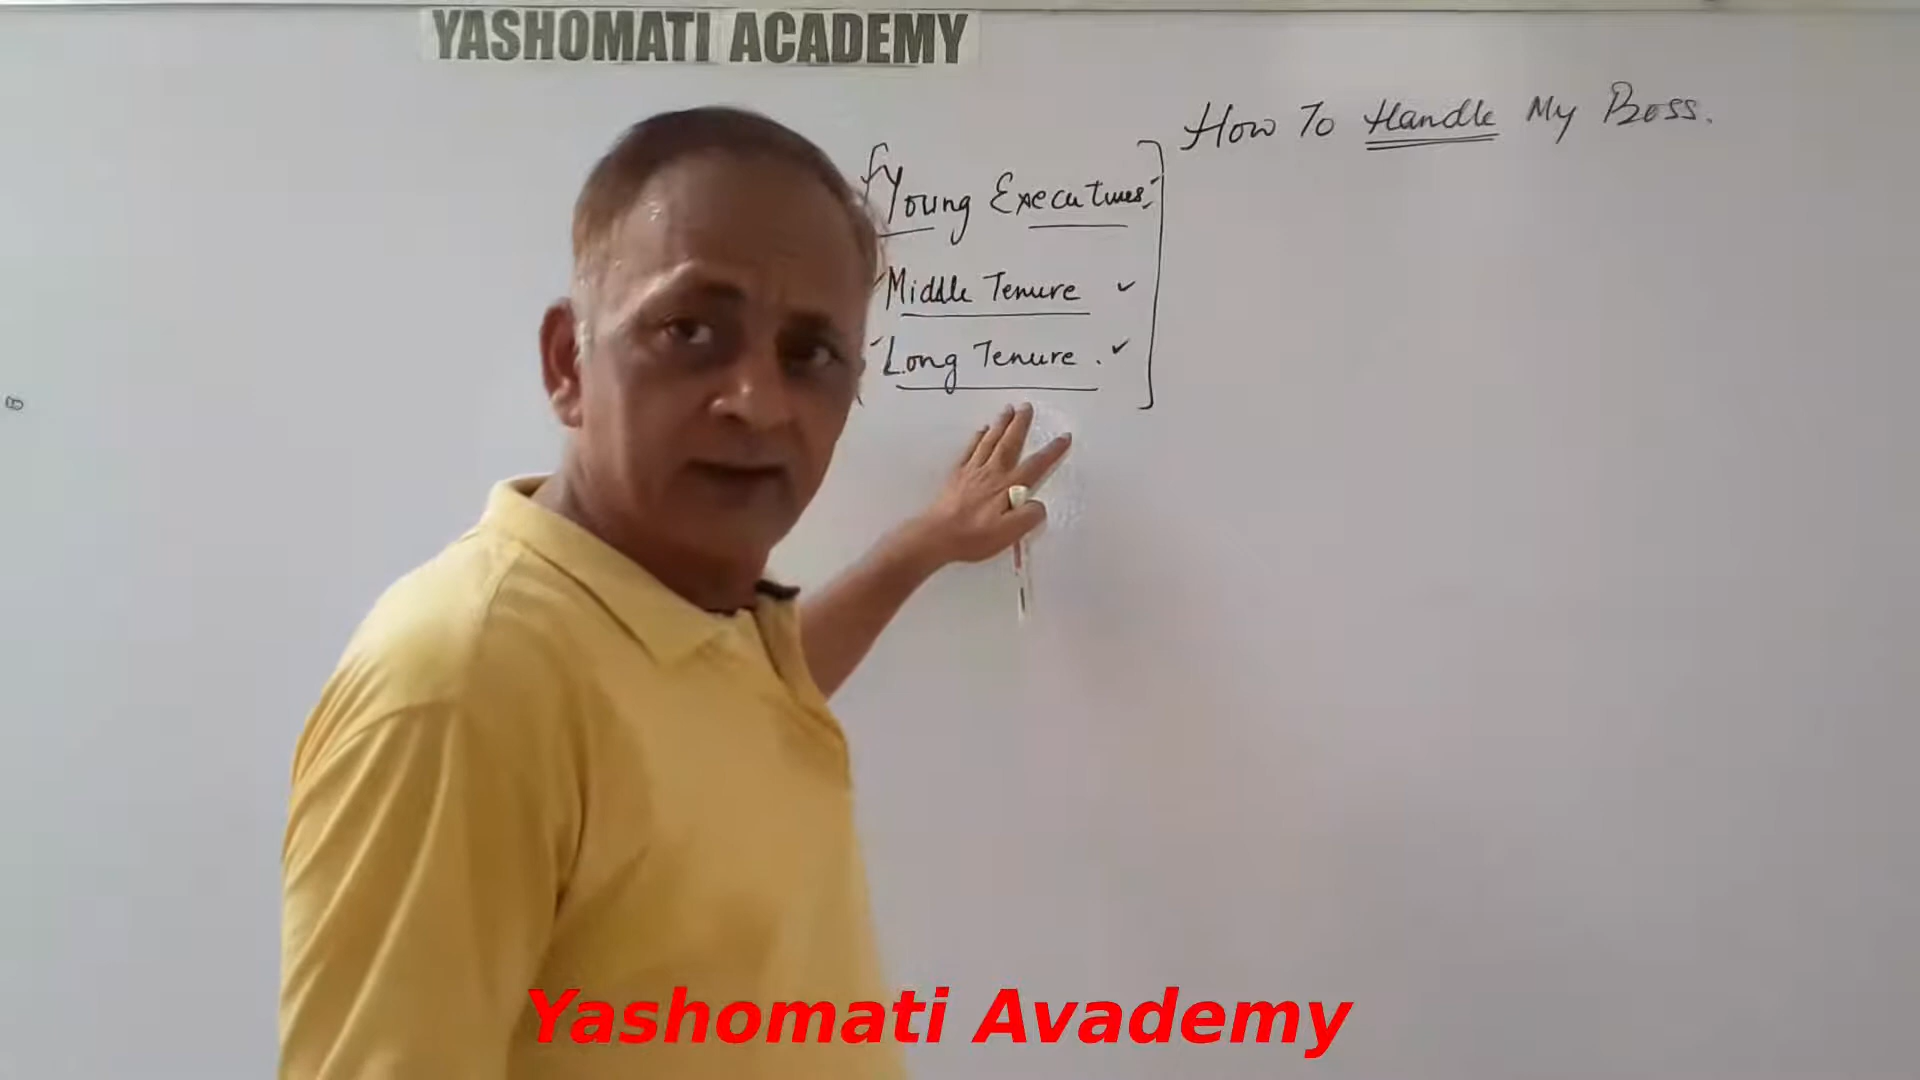 YASHOMATI ACADEMY
How To Handle My Boss.
Young Executives
Middle Tenure
Long Tenure.
Yashomati Avademy